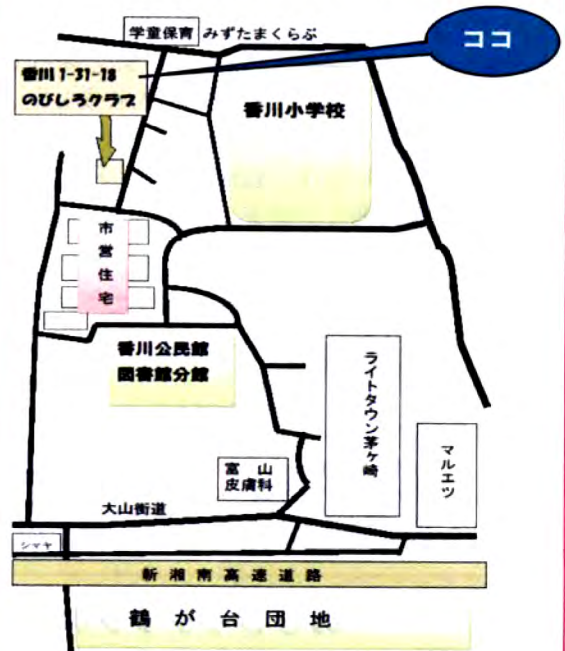 学童保育 みずたまくらぶ
ココ
香川 1-31-18
のびしろクラブ
香川小学校
市営住宅
香川公民館
図書館分館
ライトタウン茅ヶ崎
マルエツ
富山
皮膚科
大山街道
シマヤ
新湘南高速道路
鶴が台団地